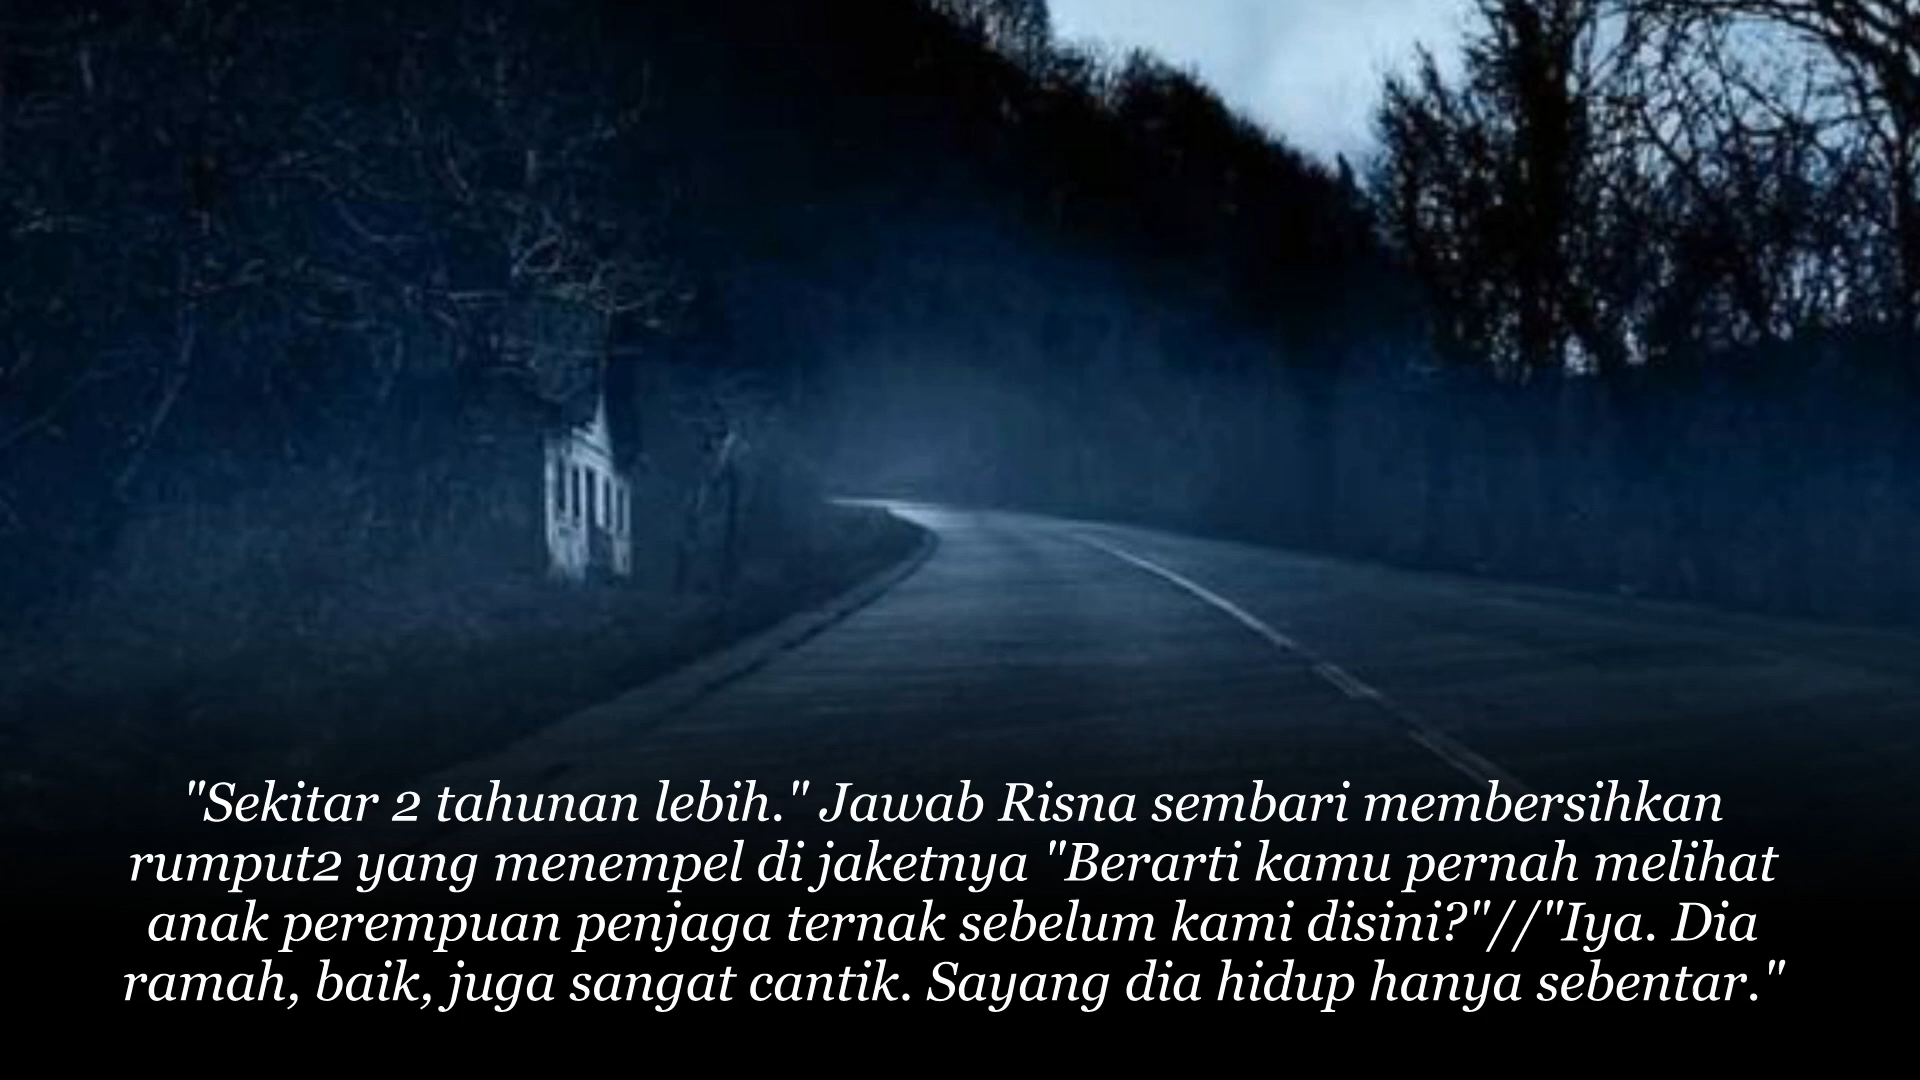 "Sekitar 2 tahunan lebih." Jawab Risna sembari membersihkan
rumput2 yang menempel di jaketnya "Berarti kamu pernah melihat
anak perempuan penjaga ternak sebelum kami disini?"//"Iya. Dia
ramah, baik, juga sangat cantik. Sayang dia hidup hanya sebentar."